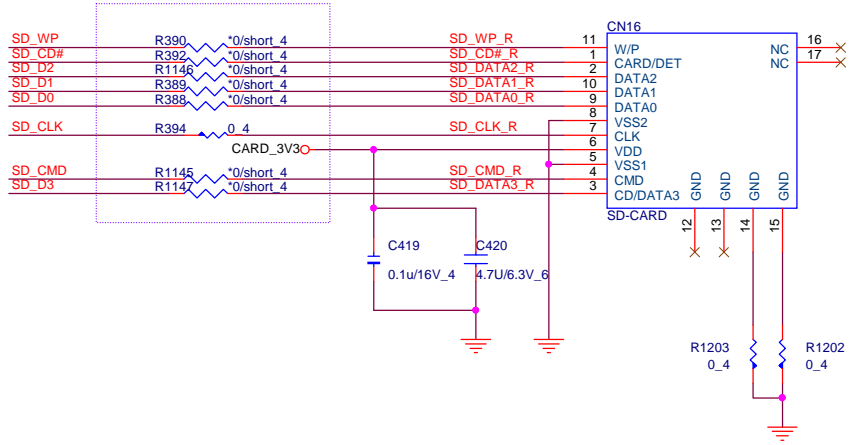 CN16
SD_WP R390 *0/short_4 SD_WP_R 11 W/P NC 16
SD_CD# R392 *0/short_4 SD_CD#_R 1 CARD/DET NC 17
SD_D2 R1146 *0/short_4 SD_DATA2_R 2 DATA2
SD_D1 R389 *0/short_4 SD_DATA1_R 10 DATA1
SD_D0 R388 *0/short_4 SD_DATA0_R 9 DATA0
8 VSS2
SD_CLK R394 0_4 SD_CLK_R 7 CLK
CARD_3V3 6 VDD
5 VSS1
SD_CMD R1145 *0/short_4 SD_CMD_R 4 CMD
SD_D3 R1147 *0/short_4 SD_DATA3_R 3 CD/DATA3
GND GND GND GND
SD-CARD
12 13 14 15
C419 C420
0.1u/16V_4 4.7U/6.3V_6
R1203 R1202
0_4 0_4